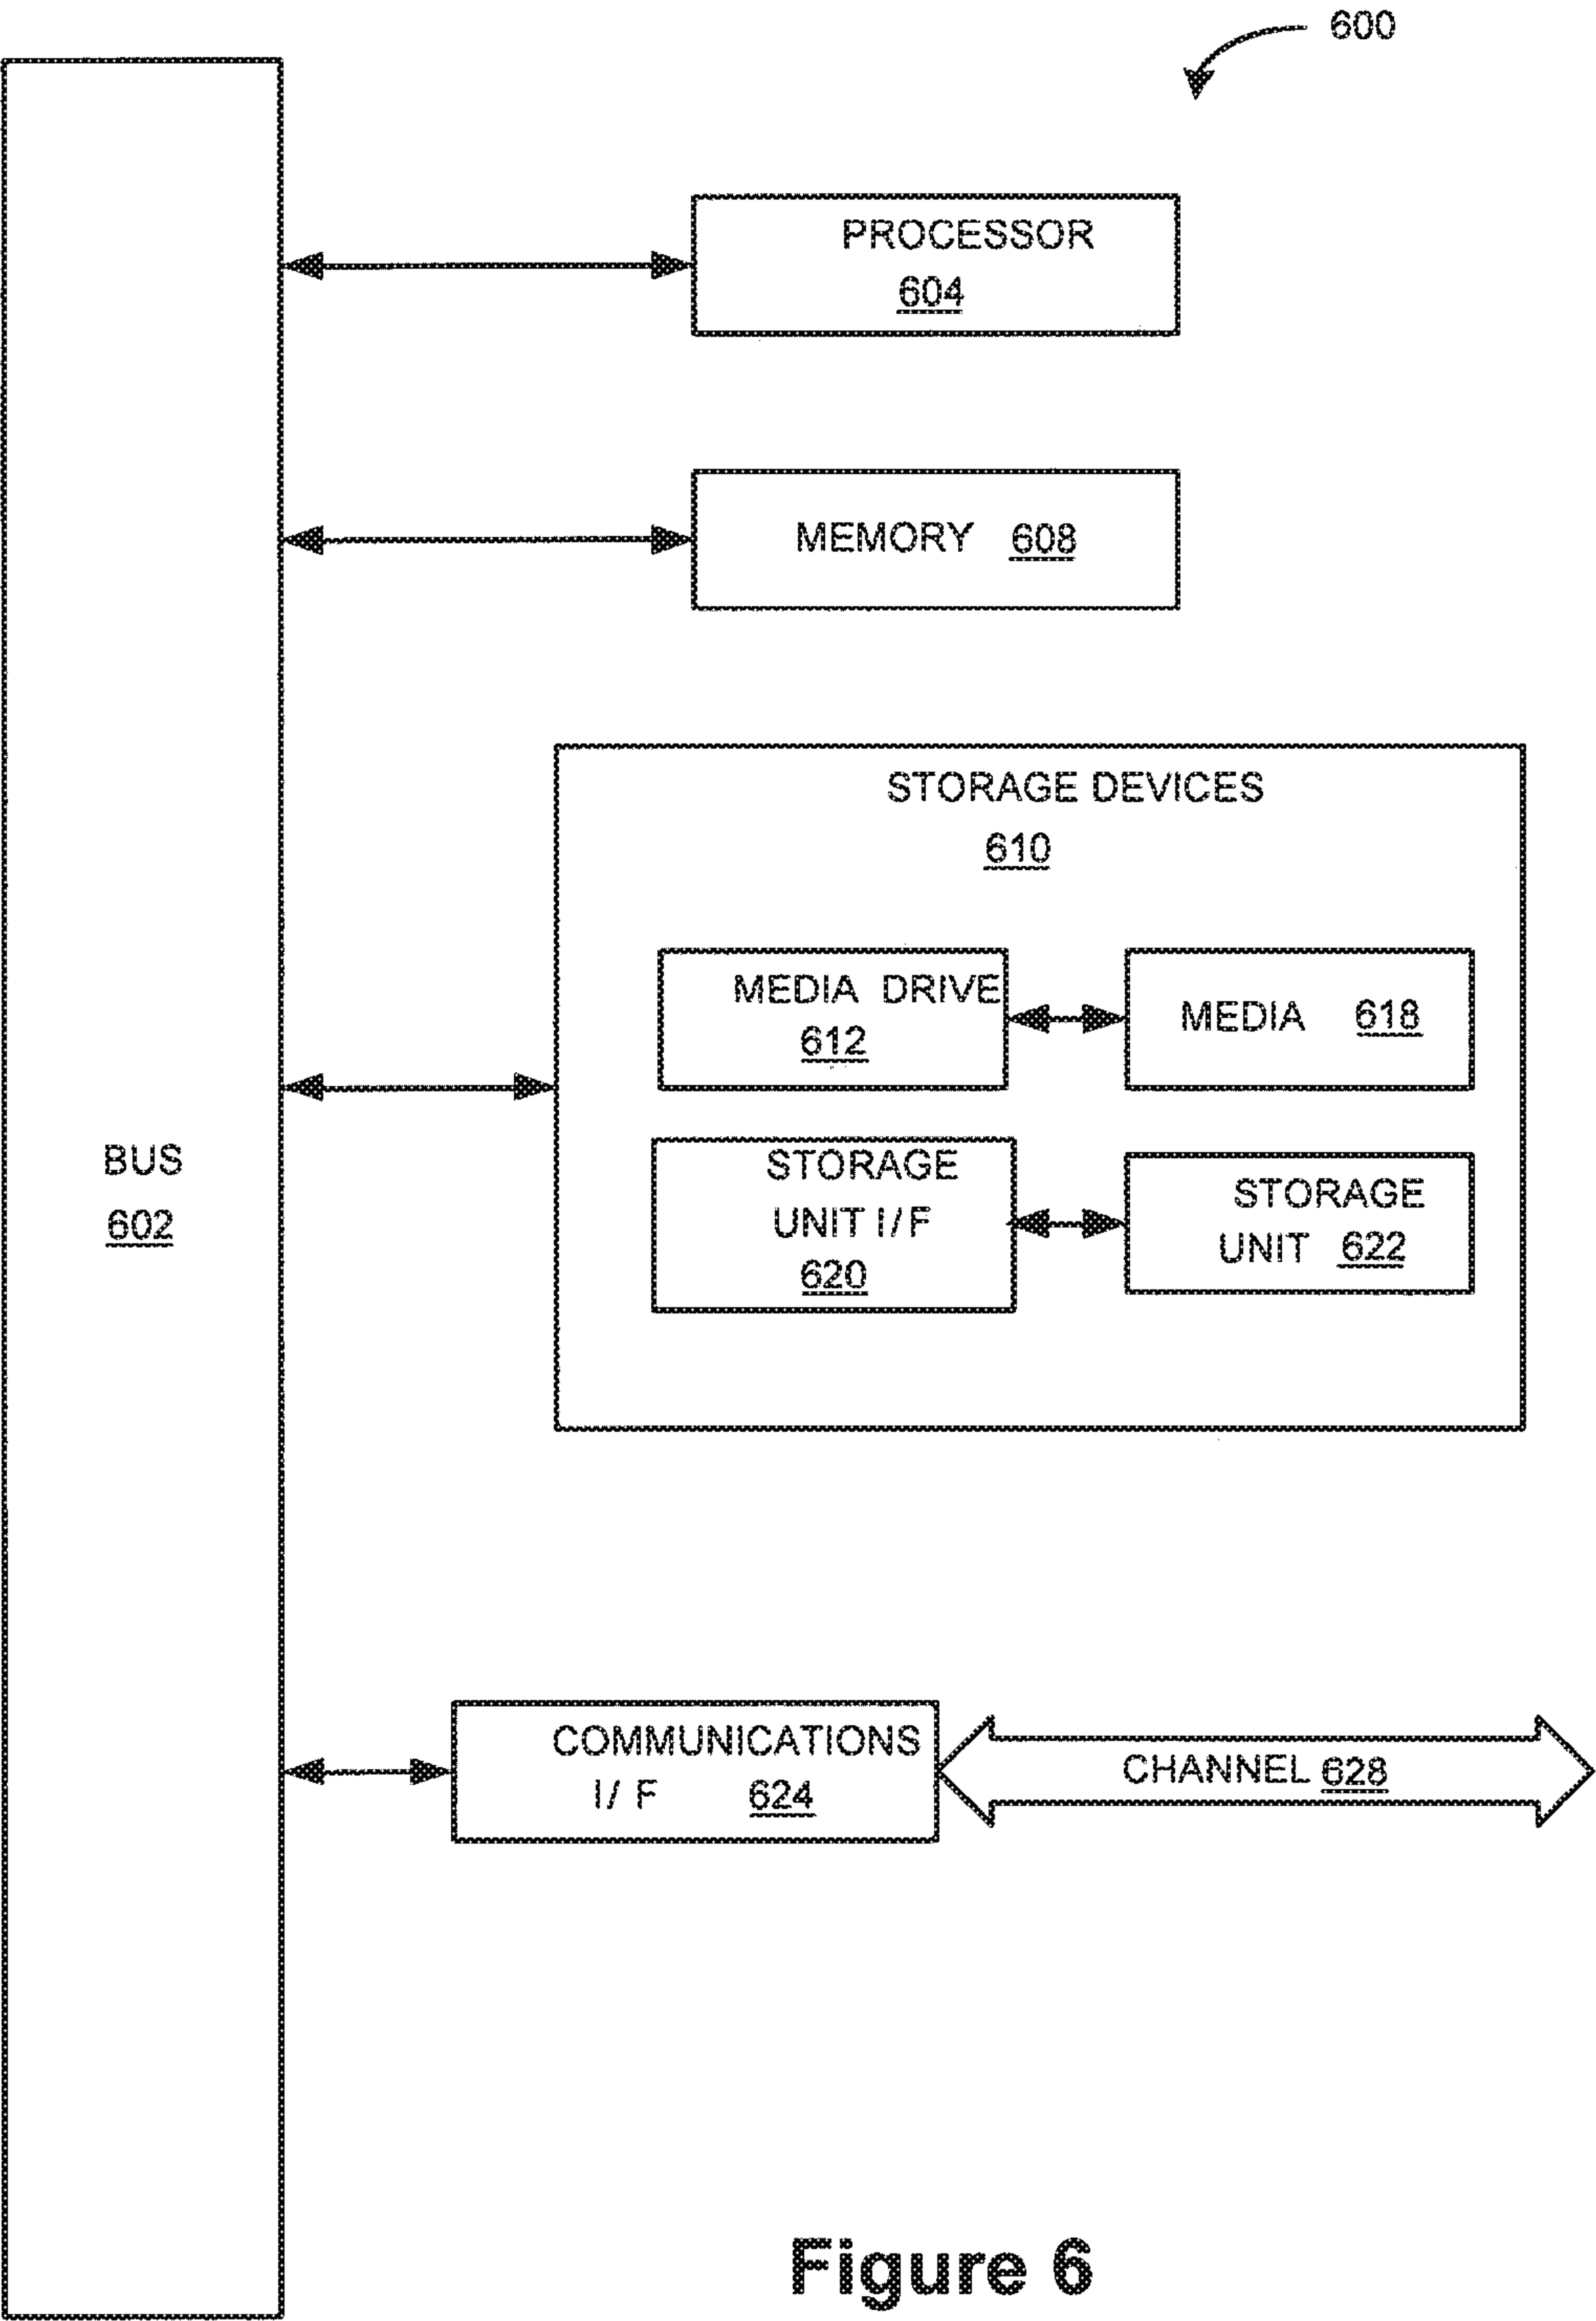 600
PROCESSOR
604
MEMORY 608
STORAGE DEVICES
610
MEDIA DRIVE
612
MEDIA 618
BUS
602
STORAGE
UNIT I/F
620
STORAGE
UNIT 622
COMMUNICATIONS
I/F 624
CHANNEL 628
Figure 6